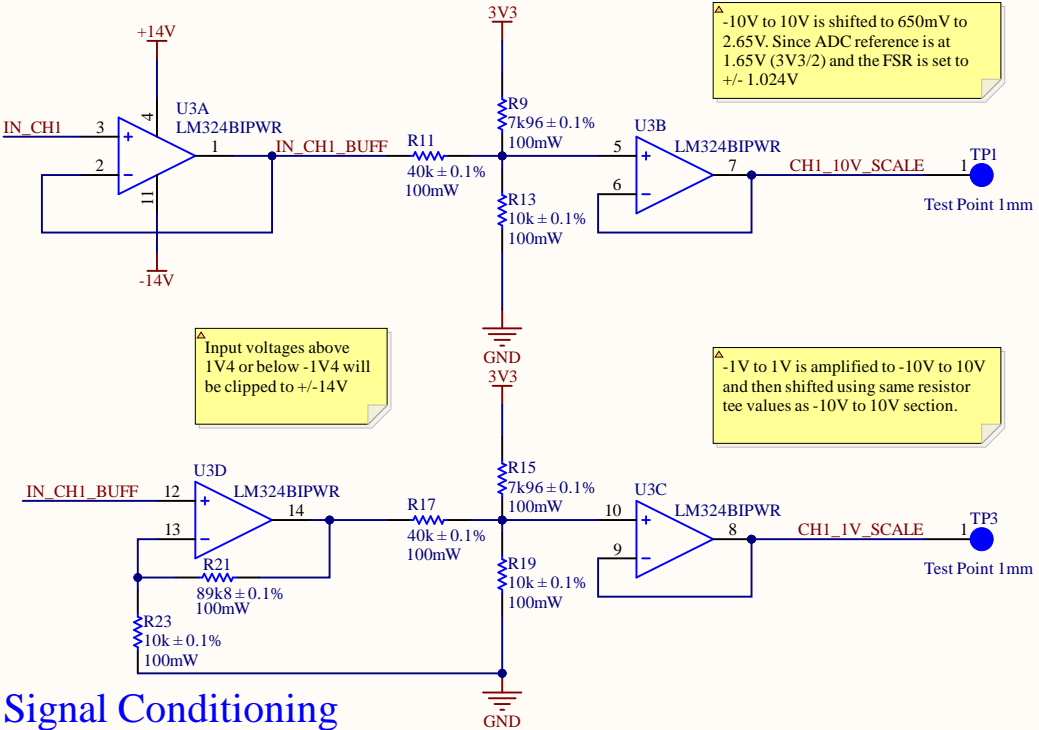 +14V
3V3
-10V to 10V is shifted to 650mV to
2.65V. Since ADC reference is at
1.65V (3V3/2) and the FSR is set to
+/- 1.024V
IN_CH1
3
2
4
11
1
U3A
LM324BIPWR
IN_CH1_BUFF
-14V
R11
40k ± 0.1%
100mW
R9
7k96 ± 0.1%
100mW
R13
10k ± 0.1%
100mW
GND
5
6
7
U3B
LM324BIPWR
CH1_10V_SCALE
1
TP1
Test Point 1mm
Input voltages above
1V4 or below -1V4 will
be clipped to +/-14V
3V3
-1V to 1V is amplified to -10V to 10V
and then shifted using same resistor
tee values as -10V to 10V section.
IN_CH1_BUFF
12
13
14
U3D
LM324BIPWR
R21
89k8 ± 0.1%
100mW
R23
10k ± 0.1%
100mW
R17
40k ± 0.1%
100mW
R15
7k96 ± 0.1%
100mW
R19
10k ± 0.1%
100mW
10
9
8
U3C
LM324BIPWR
CH1_1V_SCALE
1
TP3
Test Point 1mm
GND
Signal Conditioning